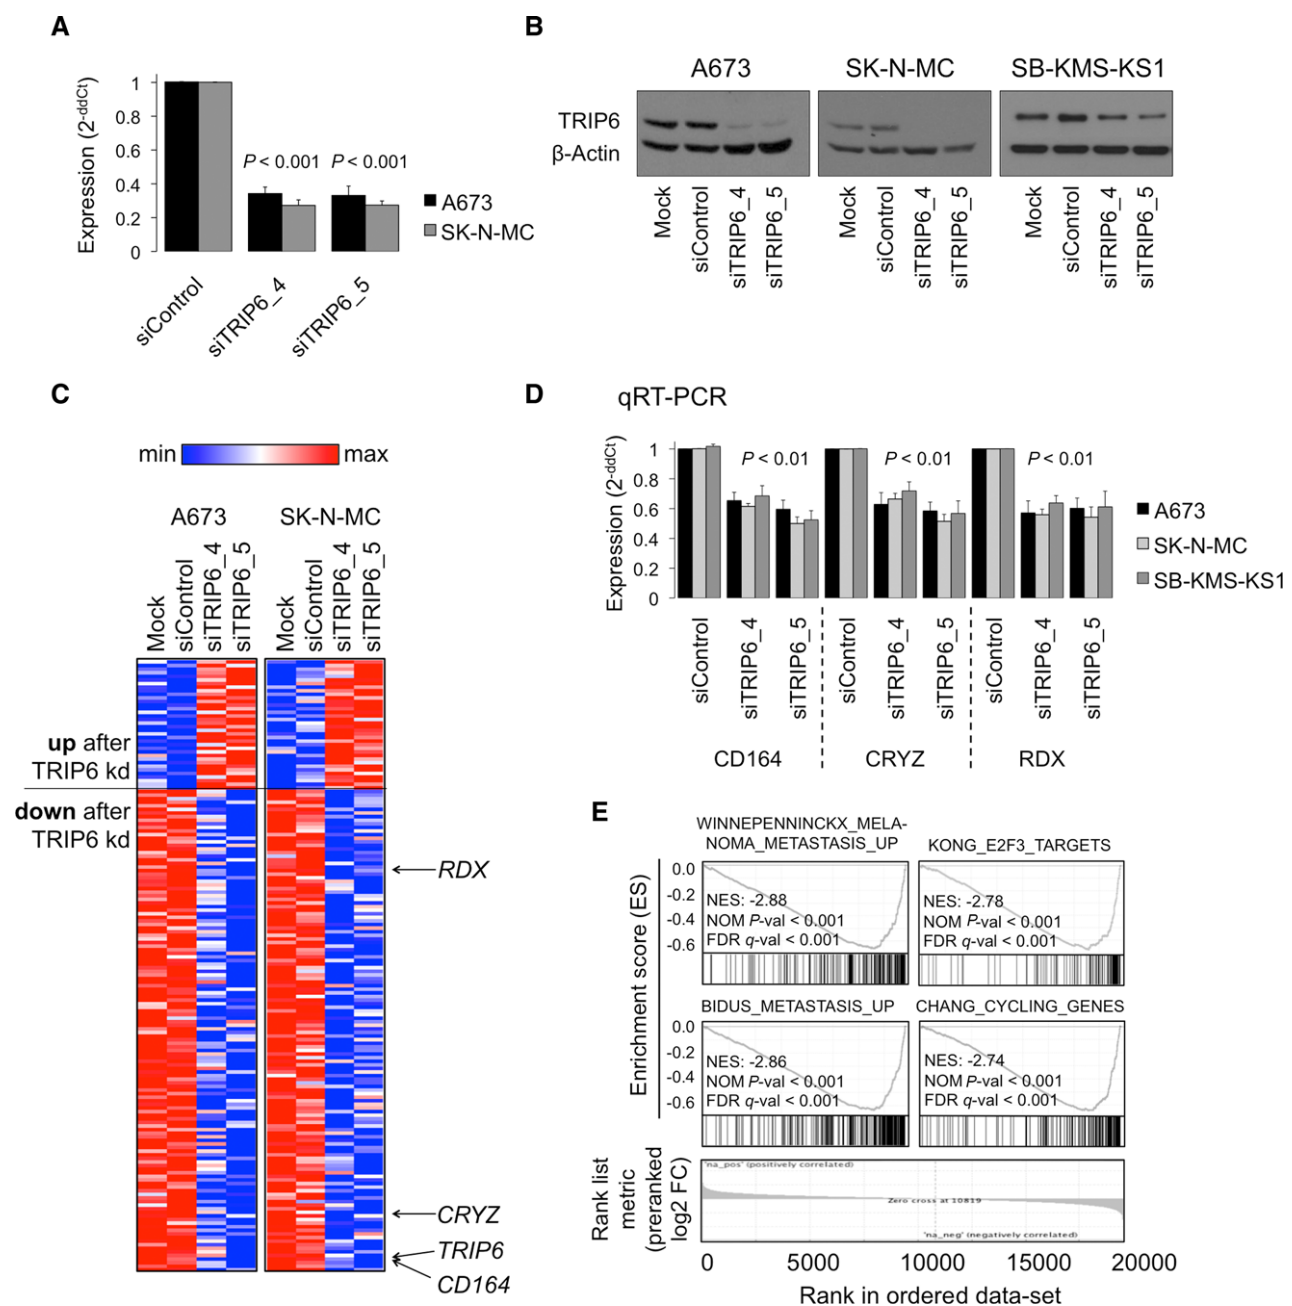 A
Expression (2-ddCt)
1
0.8
0.6
0.4
0.2
0
P < 0.001
P < 0.001
A673
SK-N-MC
siControl
siTRIP6_4
siTRIP6_5
B
A673
SK-N-MC
SB-KMS-KS1
TRIP6
β-Actin
Mock
siControl
siTRIP6_4
siTRIP6_5
Mock
siControl
siTRIP6_4
siTRIP6_5
Mock
siControl
siTRIP6_4
siTRIP6_5
C
min
max
A673
SK-N-MC
Mock
siControl
siTRIP6_4
siTRIP6_5
Mock
siControl
siTRIP6_4
siTRIP6_5
up after
TRIP6 kd
down after
TRIP6 kd
RDX
CRYZ
TRIP6
CD164
D
qRT-PCR
Expression (2-ddCt)
1
0.8
0.6
0.4
0.2
0
P < 0.01
P < 0.01
P < 0.01
A673
SK-N-MC
SB-KMS-KS1
siControl
siTRIP6_4
siTRIP6_5
siControl
siTRIP6_4
siTRIP6_5
siControl
siTRIP6_4
siTRIP6_5
CD164
CRYZ
RDX
E
Enrichment score (ES)
WINNEPENNINCKX_MELA-
NOMA_METASTASIS_UP
0.0
-0.2
-0.4
-0.6
NES: -2.88
NOM P-val < 0.001
FDR q-val < 0.001
KONG_E2F3_TARGETS
NES: -2.78
NOM P-val < 0.001
FDR q-val < 0.001
BIDUS_METASTASIS_UP
0.0
-0.2
-0.4
-0.6
NES: -2.86
NOM P-val < 0.001
FDR q-val < 0.001
CHANG_CYCLING_GENES
NES: -2.74
NOM P-val < 0.001
FDR q-val < 0.001
Rank list
metric
(preranked
log2 FC)
'na_pos' (positively correlated)
Zero cross at 10819
'na_neg' (negatively correlated)
0
5000
10000
15000
20000
Rank in ordered data-set